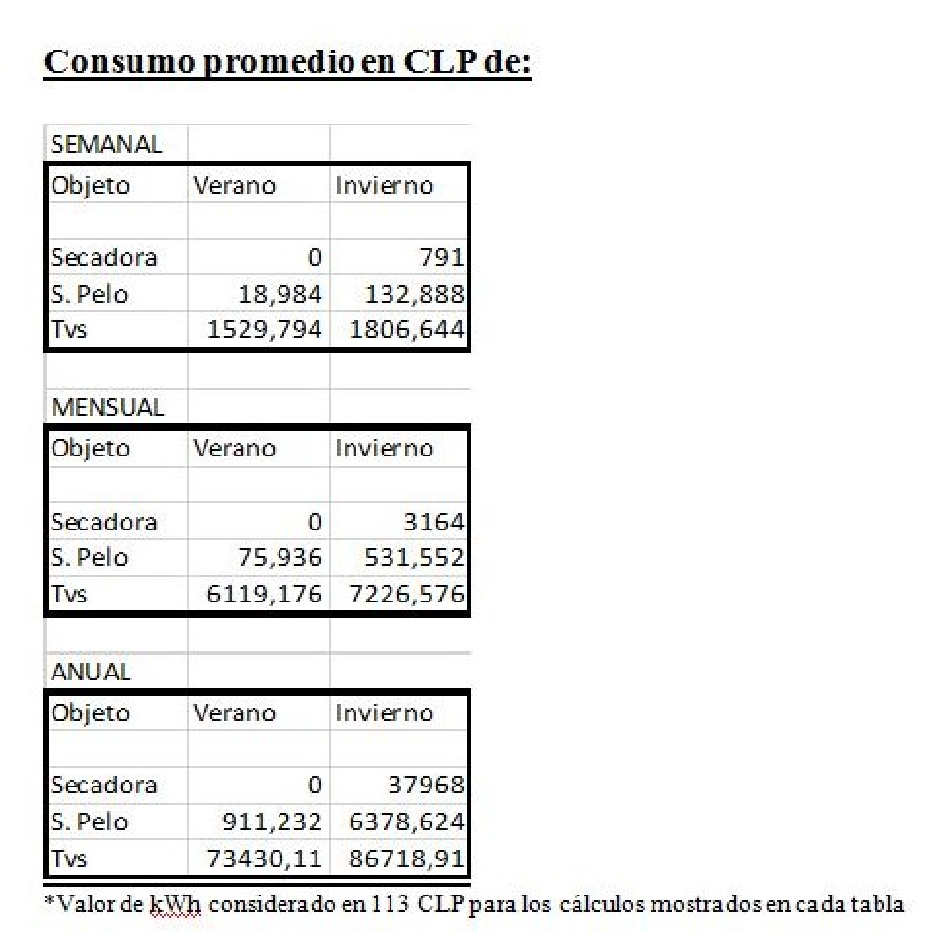 Consumo promedio en CLP de:
SEMANAL
Objeto Verano Invierno
Secadora 0 791
S. Pelo 18,984 132,888
Tvs 1529,794 1806,644
MENSUAL
Objeto Verano Invierno
Secadora 0 3164
S. Pelo 75,936 531,552
Tvs 6119,176 7226,576
ANUAL
Objeto Verano Invierno
Secadora 0 37968
S. Pelo 911,232 6378,624
Tvs 73430,11 86718,91
*Valor de kWh considerado en 113 CLP para los cálculos mostrados en cada tabla